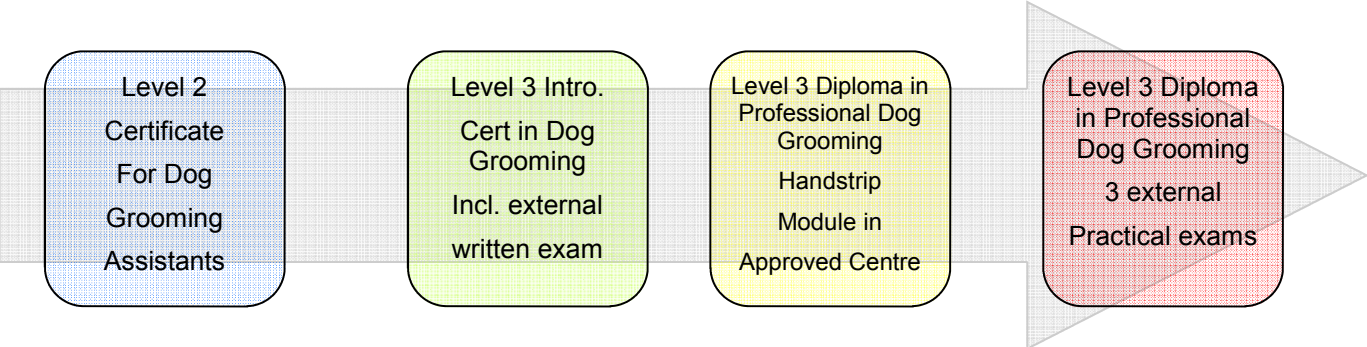 Level 2
Certificate
For Dog
Grooming
Assistants
Level 3 Intro.
Cert in Dog
Grooming
Incl. external
written exam
Level 3 Diploma in
Professional Dog
Grooming
Handstrip
Module in
Approved Centre
Level 3 Diploma
in Professional
Dog Grooming
3 external
Practical exams